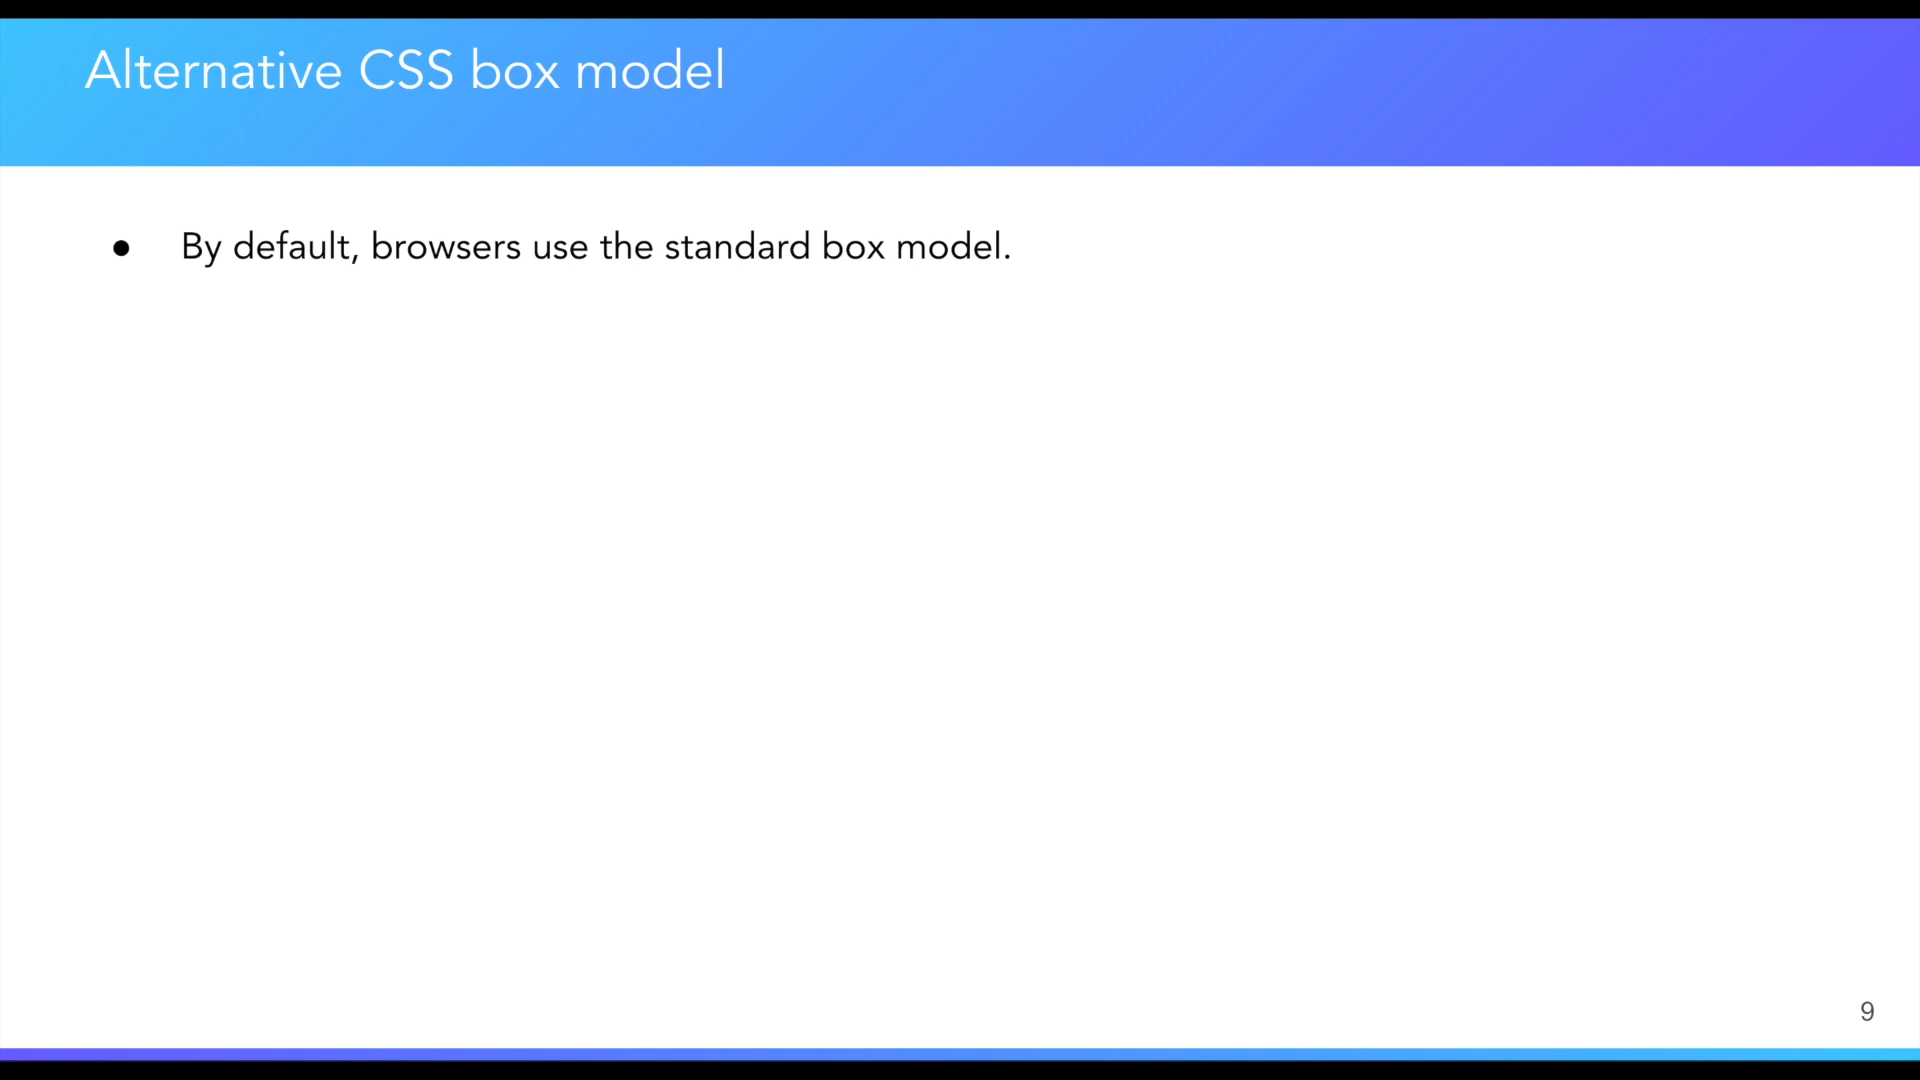 Alternative CSS box model
● By default, browsers use the standard box model.
9